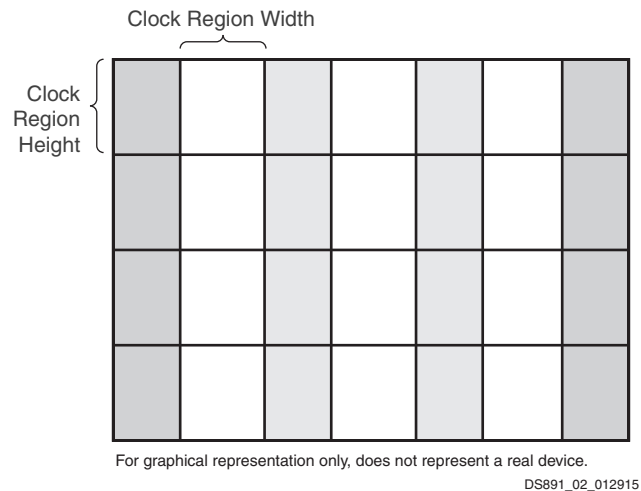 Clock Region Width
Clock
Region
Height
For graphical representation only, does not represent a real device.
DS891_02_012915